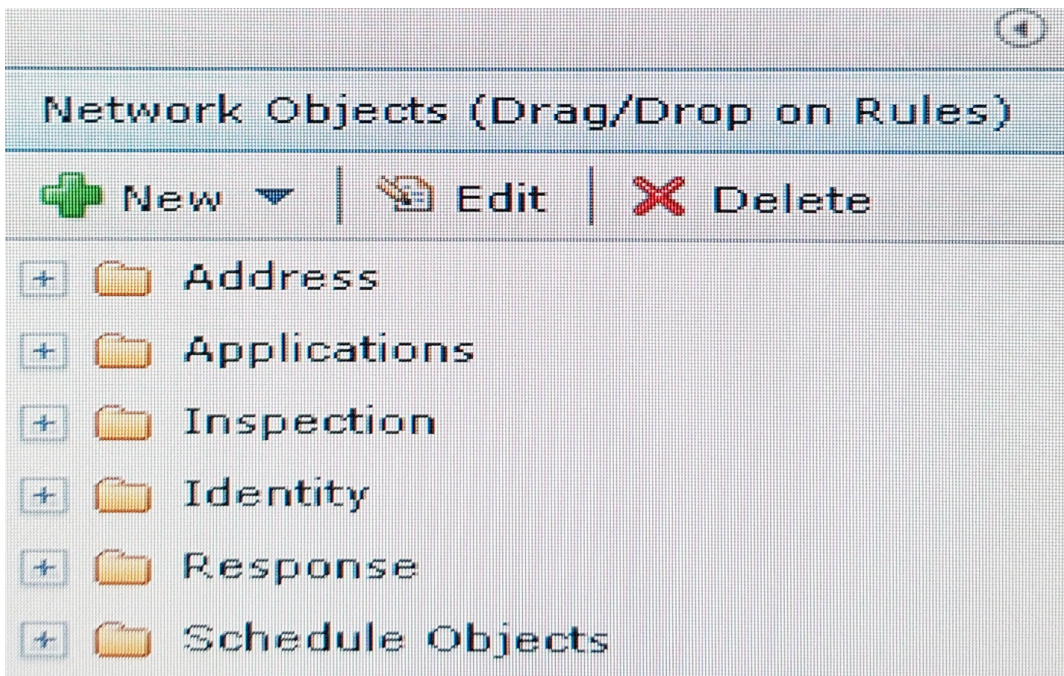 Network Objects (Drag/Drop on Rules)
New | Edit | Delete
Address
Applications
Inspection
Identity
Response
Schedule Objects